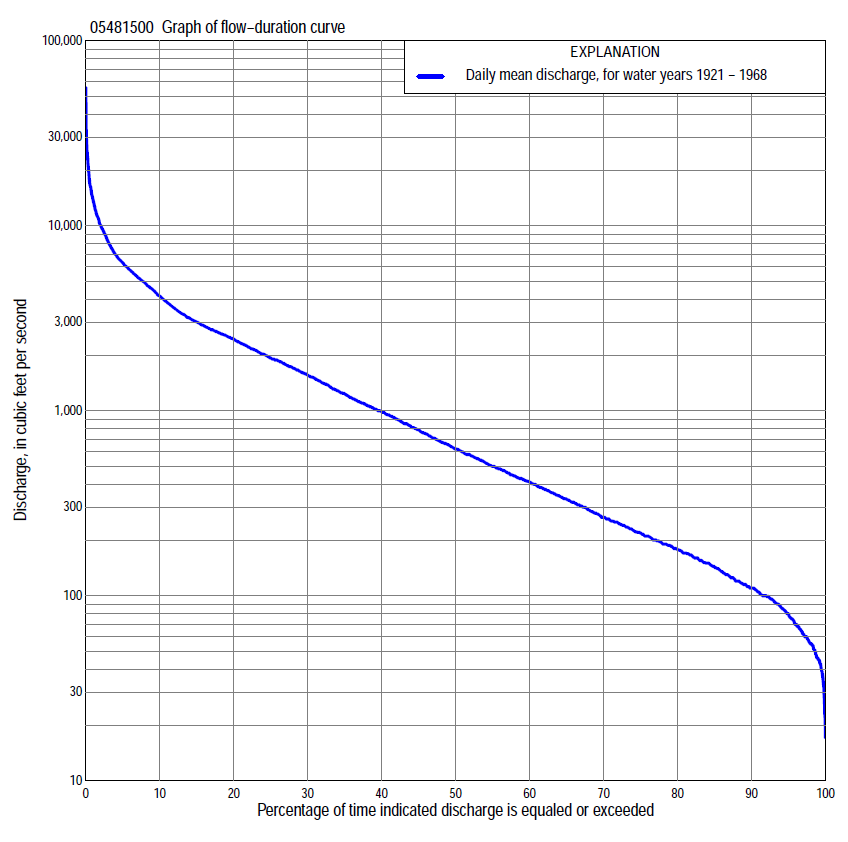 05481500 Graph of flow−duration curve
EXPLANATION
Daily mean discharge, for water years 1921 − 1968
100,000
30,000
10,000
3,000
1,000
300
100
30
10
Discharge, in cubic feet per second
0 10 20 30 40 50 60 70 80 90 100
Percentage of time indicated discharge is equaled or exceeded